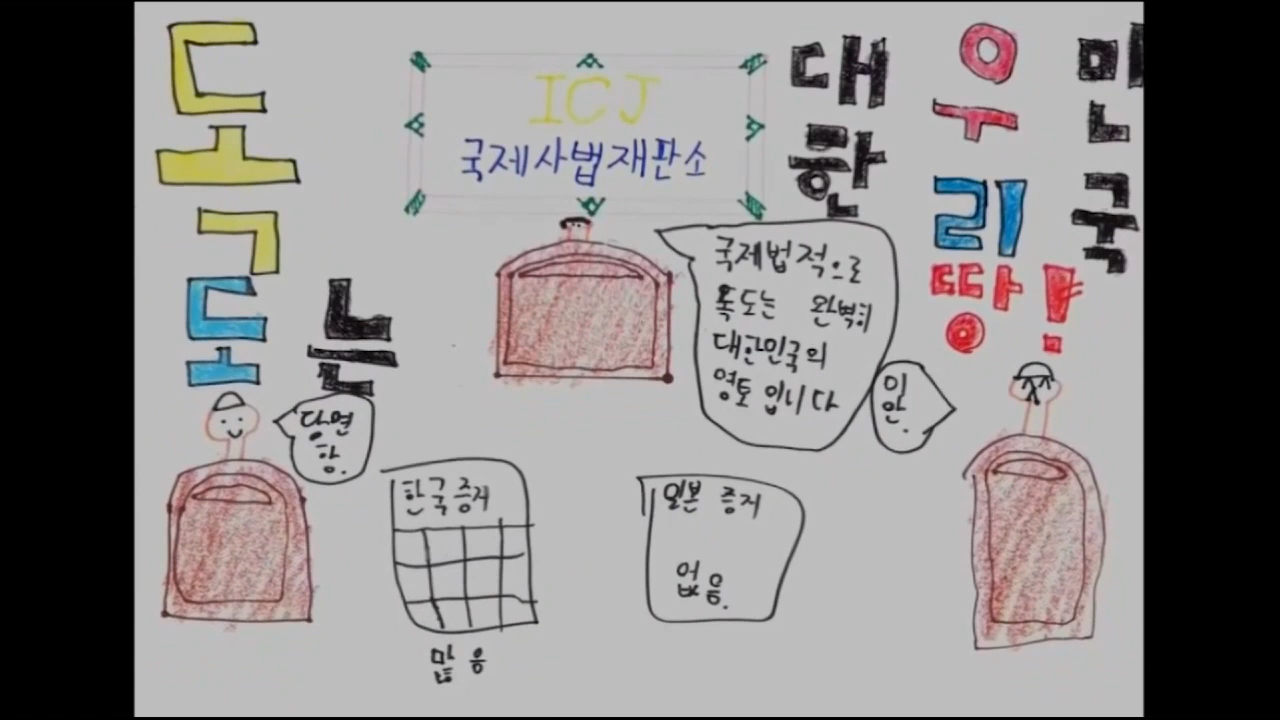 독도는
대한민국
우리땅!
ICJ
국제사법재판소
국제법적으로
독도는 완벽히
대한민국의
영토입니다
당연
함.
미
안.
한국 증거
많음
일본 증거
없음.